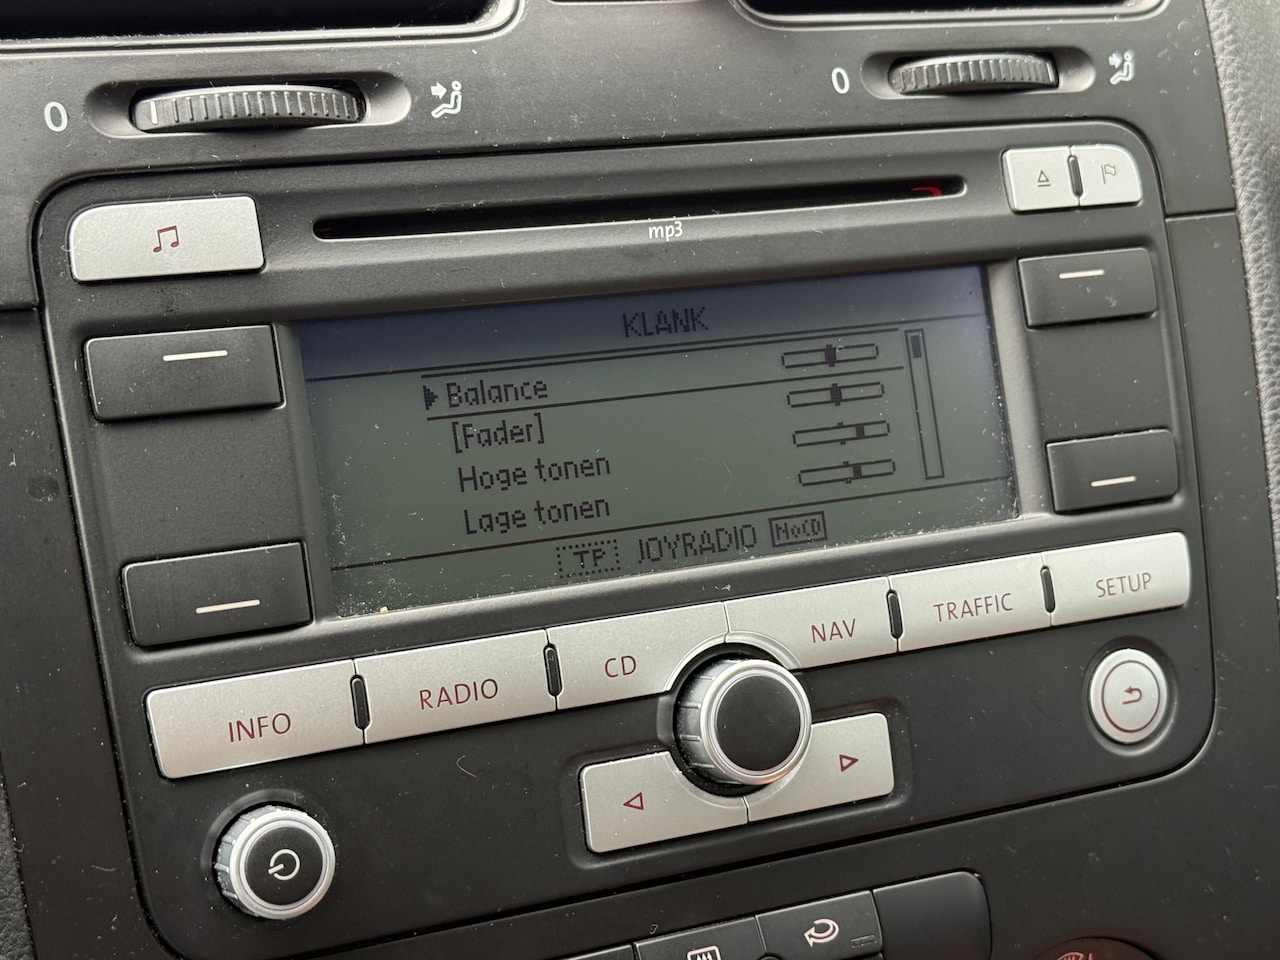 0
0
mp3
KLANK
Balance
[Fader]
Hoge tonen
Lage tonen
TP JOYRADIO NoCD
INFO RADIO CD NAV TRAFFIC SETUP